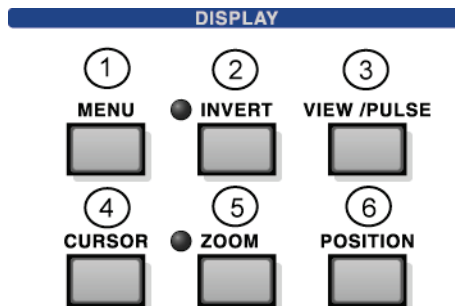 DISPLAY
1 2 3
MENU INVERT VIEW /PULSE
4 5 6
CURSOR ZOOM POSITION